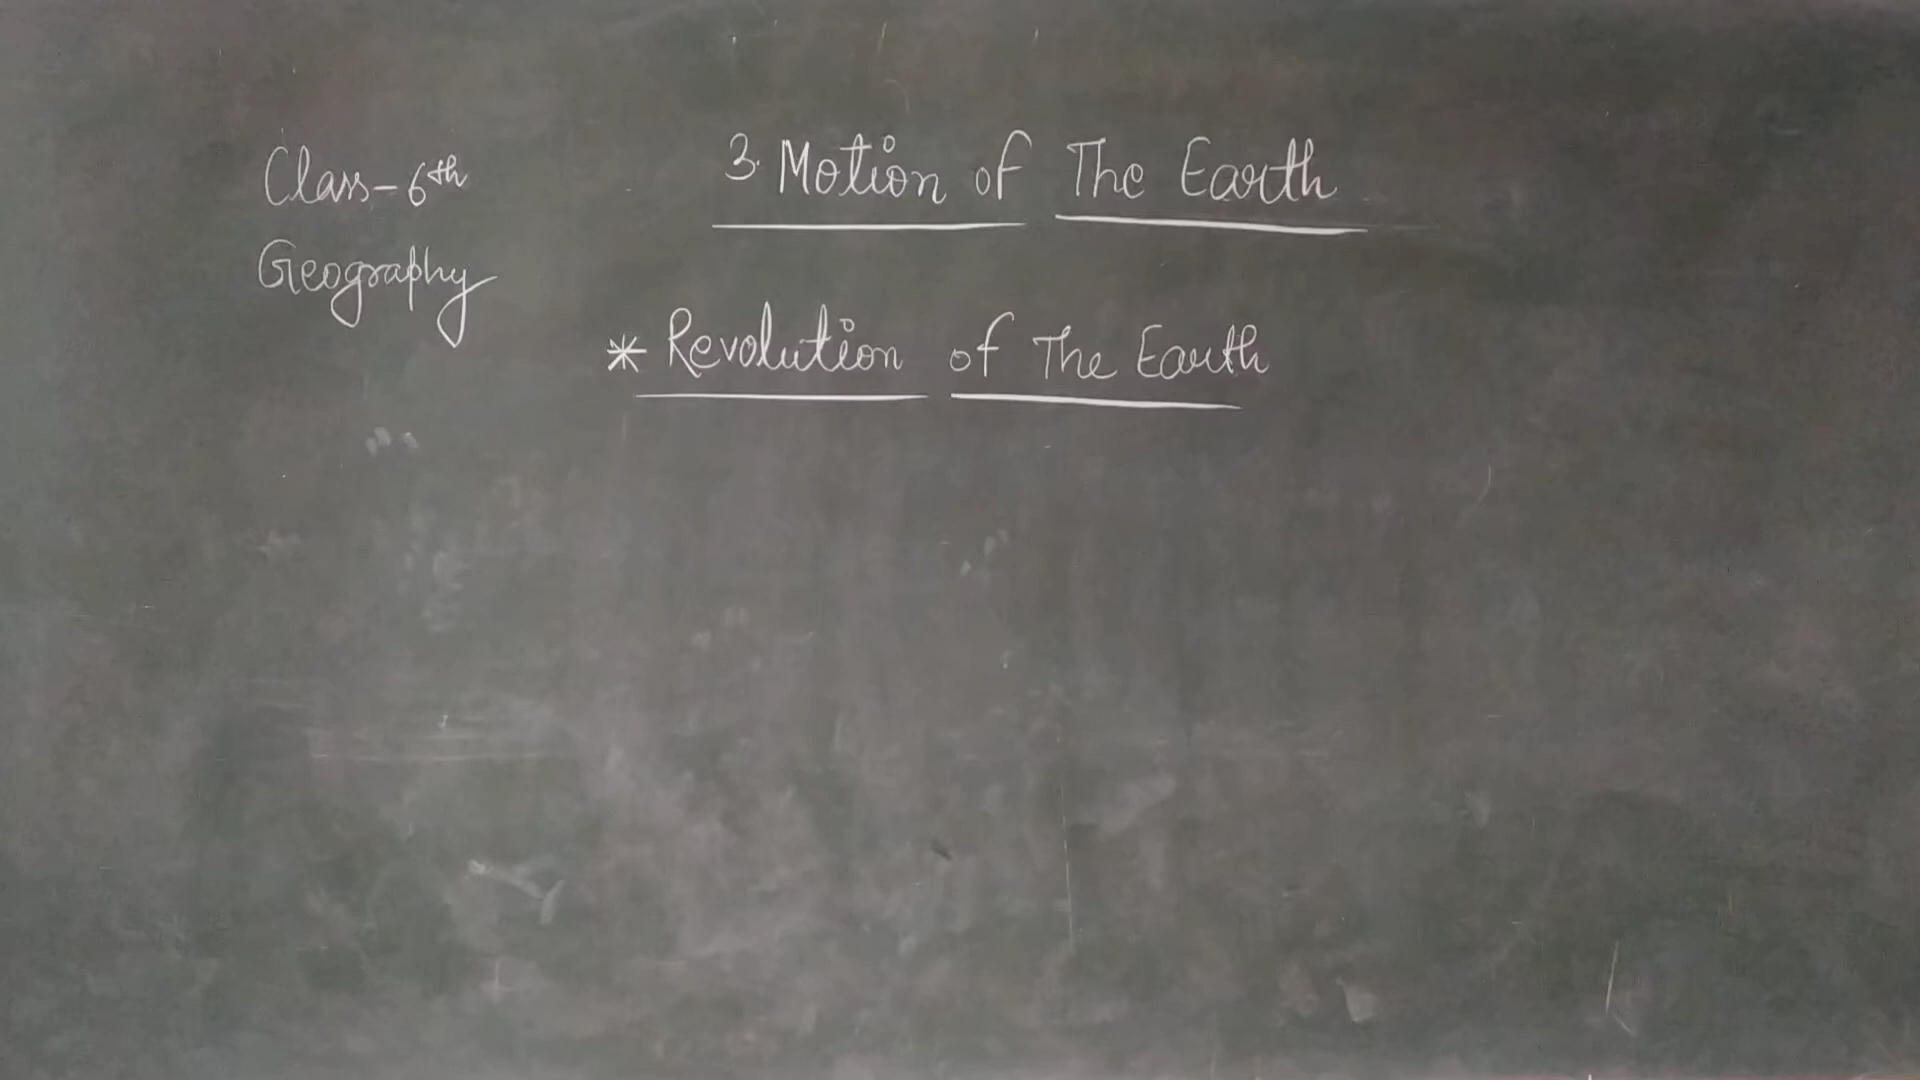 Class-6th
Geography
3. Motion of The Earth
* Revolution of The Earth